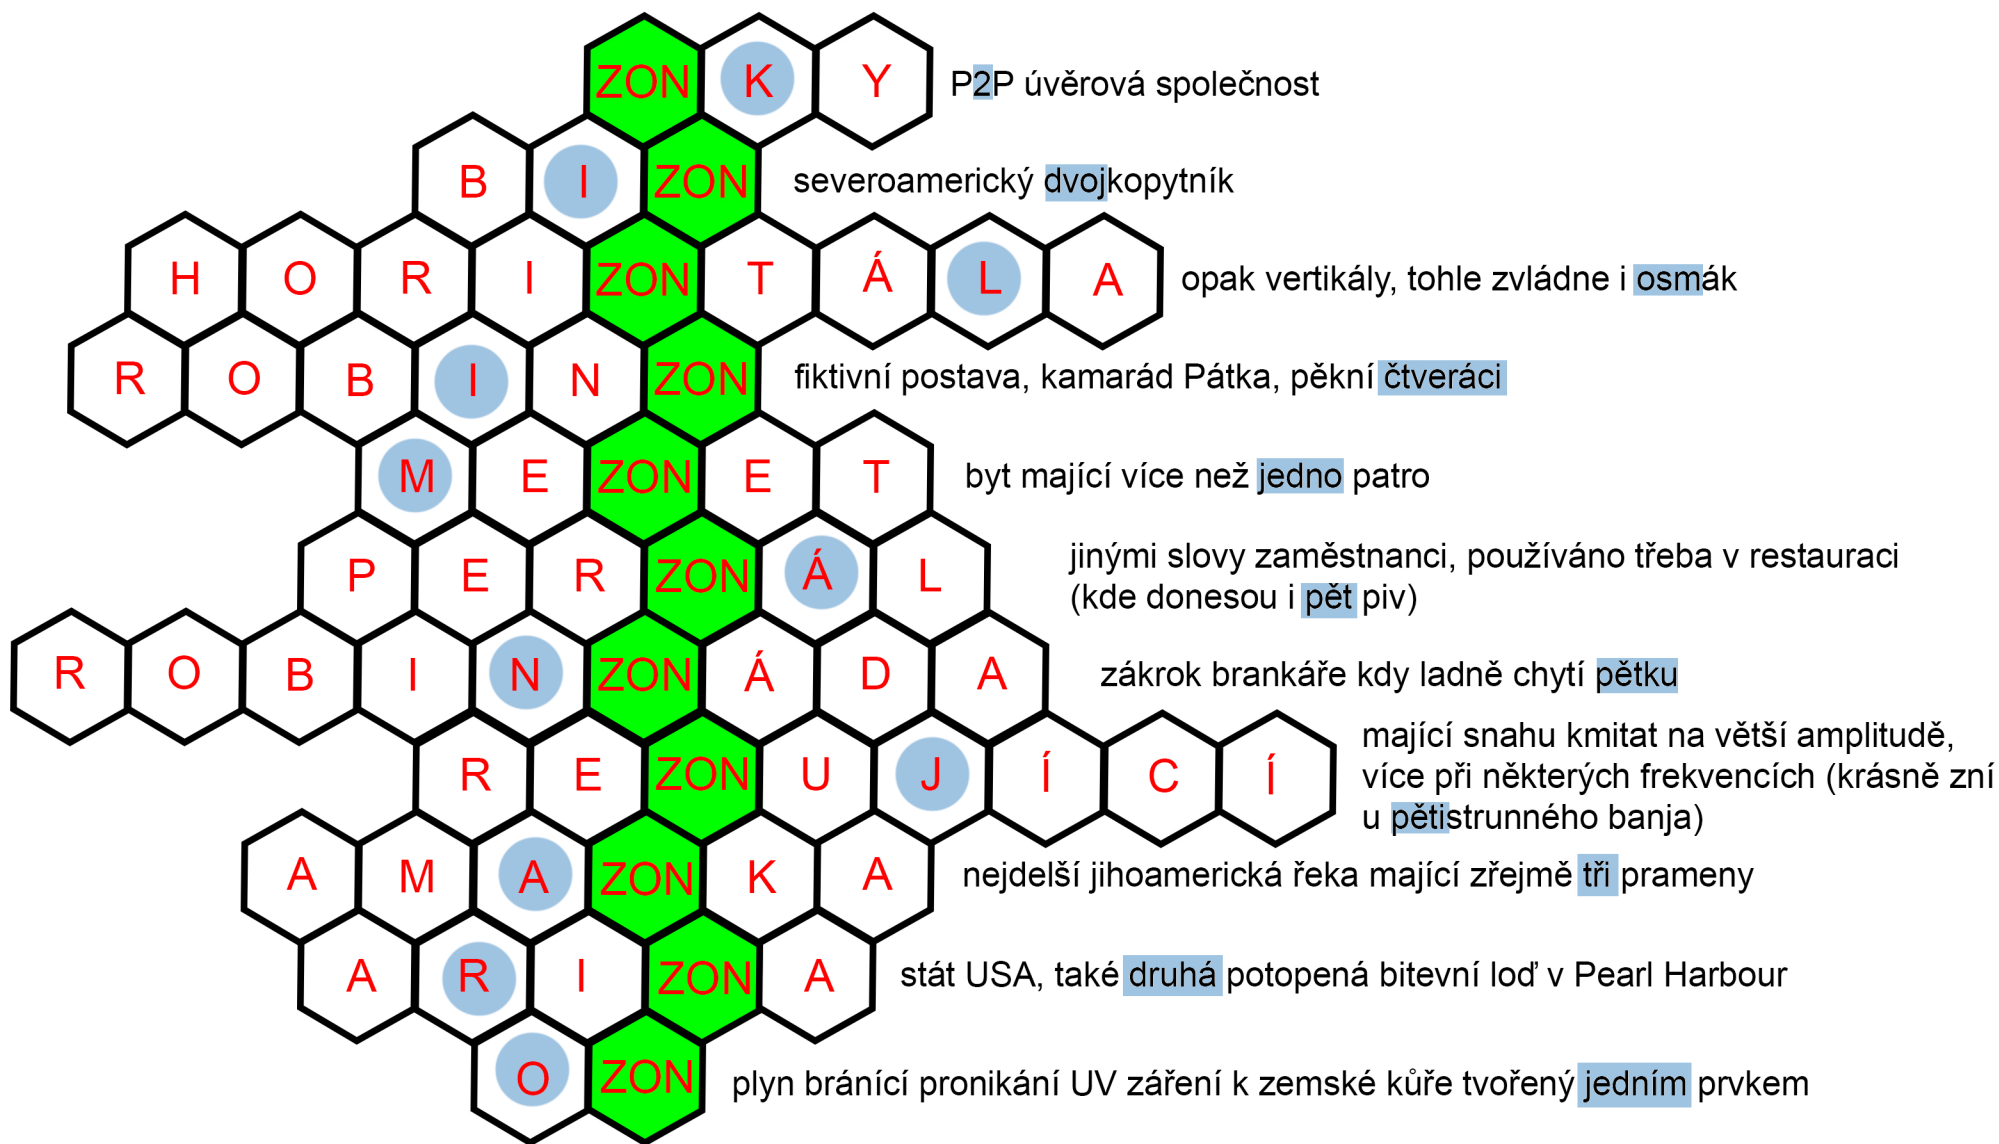 ZON K Y P2P úvěrová společnost
B I ZON severoamerický dvojkopytník
H O R I ZON T Á L A opak vertikály, tohle zvládne i osmák
R O B I N ZON fiktivní postava, kamarád Pátka, pěkní čtveráci
M E ZON E T byt mající více než jedno patro
P E R ZON Á L jinými slovy zaměstnanci, používáno třeba v restauraci
(kde donesou i pět piv)
R O B I N ZON Á D A zákrok brankáře kdy ladně chytí pětku
R E ZON U J Í C Í mající snahu kmitat na větší amplitudě,
více při některých frekvencích (krásně zní
u pětistrunného banja)
A M A ZON K A nejdelší jihoamerická řeka mající zřejmě tři prameny
A R I ZON A stát USA, také druhá potopená bitevní loď v Pearl Harbour
O ZON plyn bránící pronikání UV záření k zemské kůře tvořený jedním prvkem